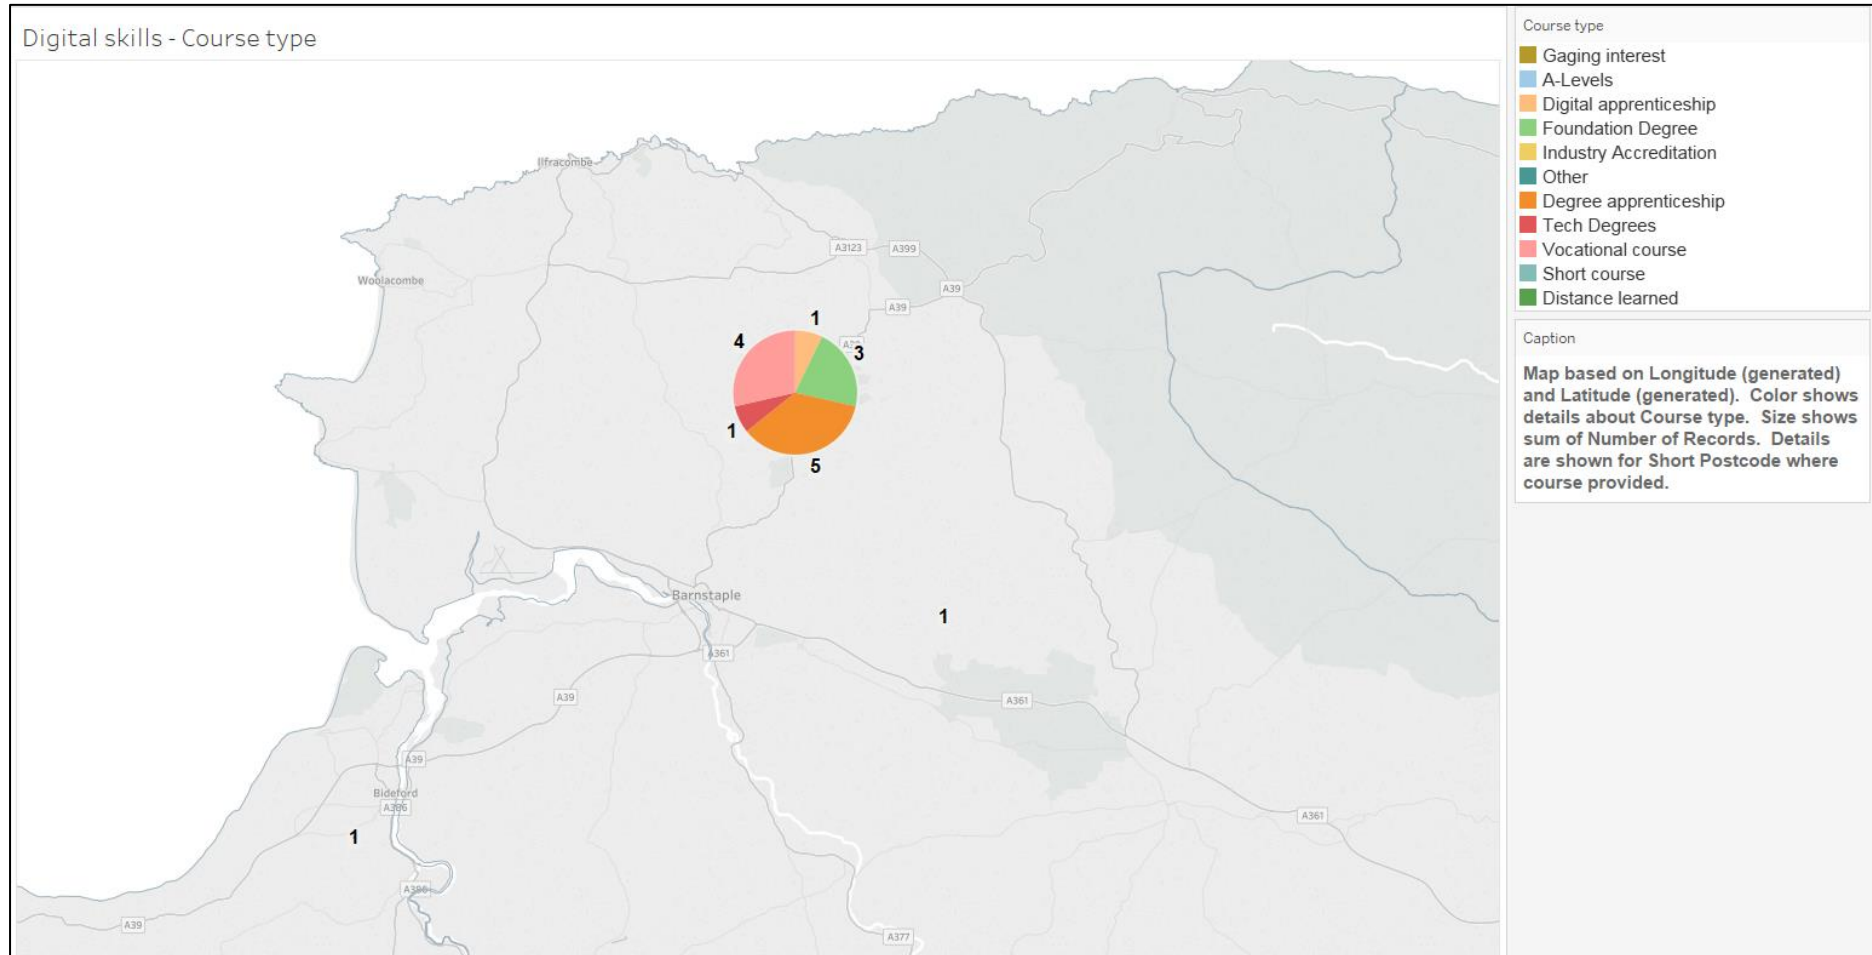 Digital skills - Course type
Ilfracombe
A3123
A399
Woolacombe
A39
A39
1
4
3
1
5
Barnstaple
1
A361
A39
A361
A39
Bideford
A386
A361
1
A386
A39
A377
Course type
Gaging interest
A-Levels
Digital apprenticeship
Foundation Degree
Industry Accreditation
Other
Degree apprenticeship
Tech Degrees
Vocational course
Short course
Distance learned
Caption
Map based on Longitude (generated)
and Latitude (generated). Color shows
details about Course type. Size shows
sum of Number of Records. Details
are shown for Short Postcode where
course provided.